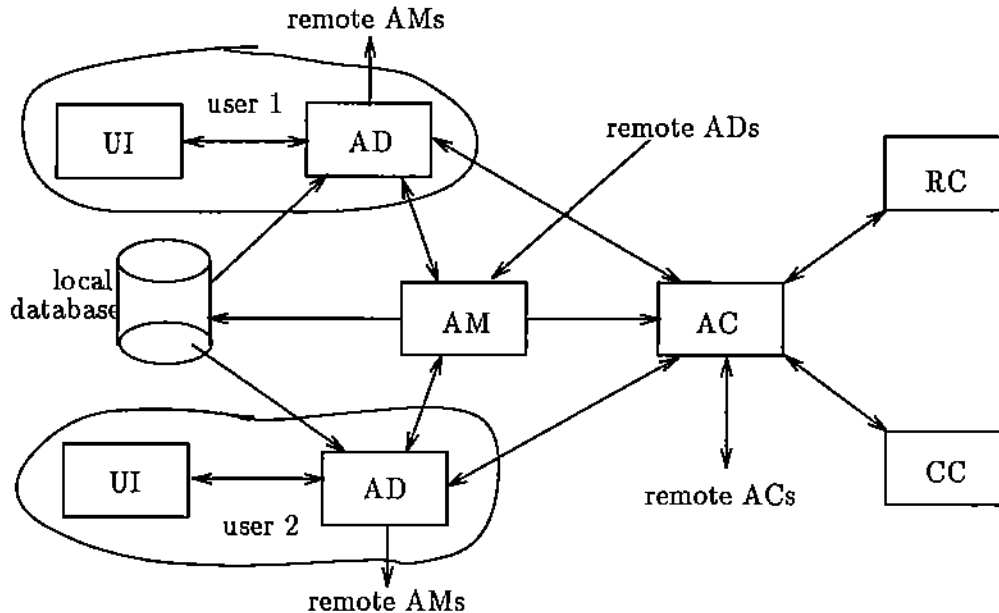 remote AMs
user 1
UI
AD
remote ADs
RC
local
database
AM
AC
UI
AD
user 2
remote ACs
CC
remote AMs